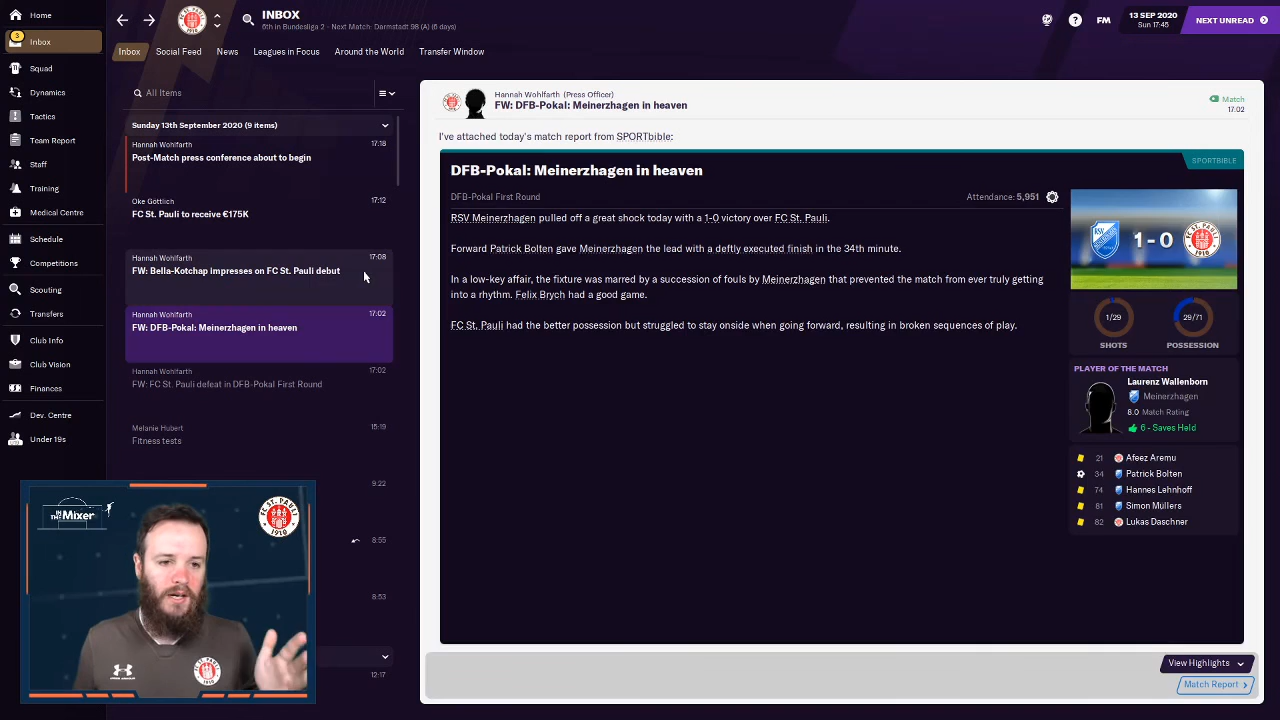 Home
INBOX
6th in Bundesliga 2 - Next Match: Darmstadt 98 (A) (6 days)
FM
13 SEP 2020
Sun 17:45
NEXT UNREAD
3
Inbox
Squad
Dynamics
Tactics
Team Report
Staff
Training
Medical Centre
Schedule
Competitions
Scouting
Transfers
Club Info
Club Vision
Finances
Dev. Centre
Under 19s
Inbox
Social Feed
News
Leagues in Focus
Around the World
Transfer Window
All Items
Sunday 13th September 2020 (9 items)
Hannah Wohlfarth
17:18
Post-Match press conference about to begin
Oke Göttlich
17:12
FC St. Pauli to receive €175K
Hannah Wohlfarth
17:08
FW: Bella-Kotchap impresses on FC St. Pauli debut
Hannah Wohlfarth
17:02
FW: DFB-Pokal: Meinerzhagen in heaven
Hannah Wohlfarth
17:02
FW: FC St. Pauli defeat in DFB-Pokal First Round
Melanie Hubert
15:19
Fitness tests
9:22
8:55
8:53
12:17
Hannah Wohlfarth (Press Officer)
FW: DFB-Pokal: Meinerzhagen in heaven
Match
17.02
I've attached today's match report from SPORTbible:
SPORTBIBLE
DFB-Pokal: Meinerzhagen in heaven
DFB-Pokal First Round
Attendance: 5,951
RSV Meinerzhagen pulled off a great shock today with a 1-0 victory over FC St. Pauli.
Forward Patrick Bolten gave Meinerzhagen the lead with a deftly executed finish in the 34th minute.
In a low-key affair, the fixture was marred by a succession of fouls by Meinerzhagen that prevented the match from ever truly getting
into a rhythm. Felix Brych had a good game.
FC St. Pauli had the better possession but struggled to stay onside when going forward, resulting in broken sequences of play.
1 - 0
1/29
SHOTS
29/71
POSSESSION
PLAYER OF THE MATCH
Laurenz Wallenborn
Meinerzhagen
8.0 Match Rating
6 - Saves Held
21 Afeez Aremu
34 Patrick Bolten
74 Hannes Lehnhoff
81 Simon Müllers
82 Lukas Daschner
View Highlights
Match Report
IN THE Mixer
FC ST. PAULI
1910
UNDER ARMOUR